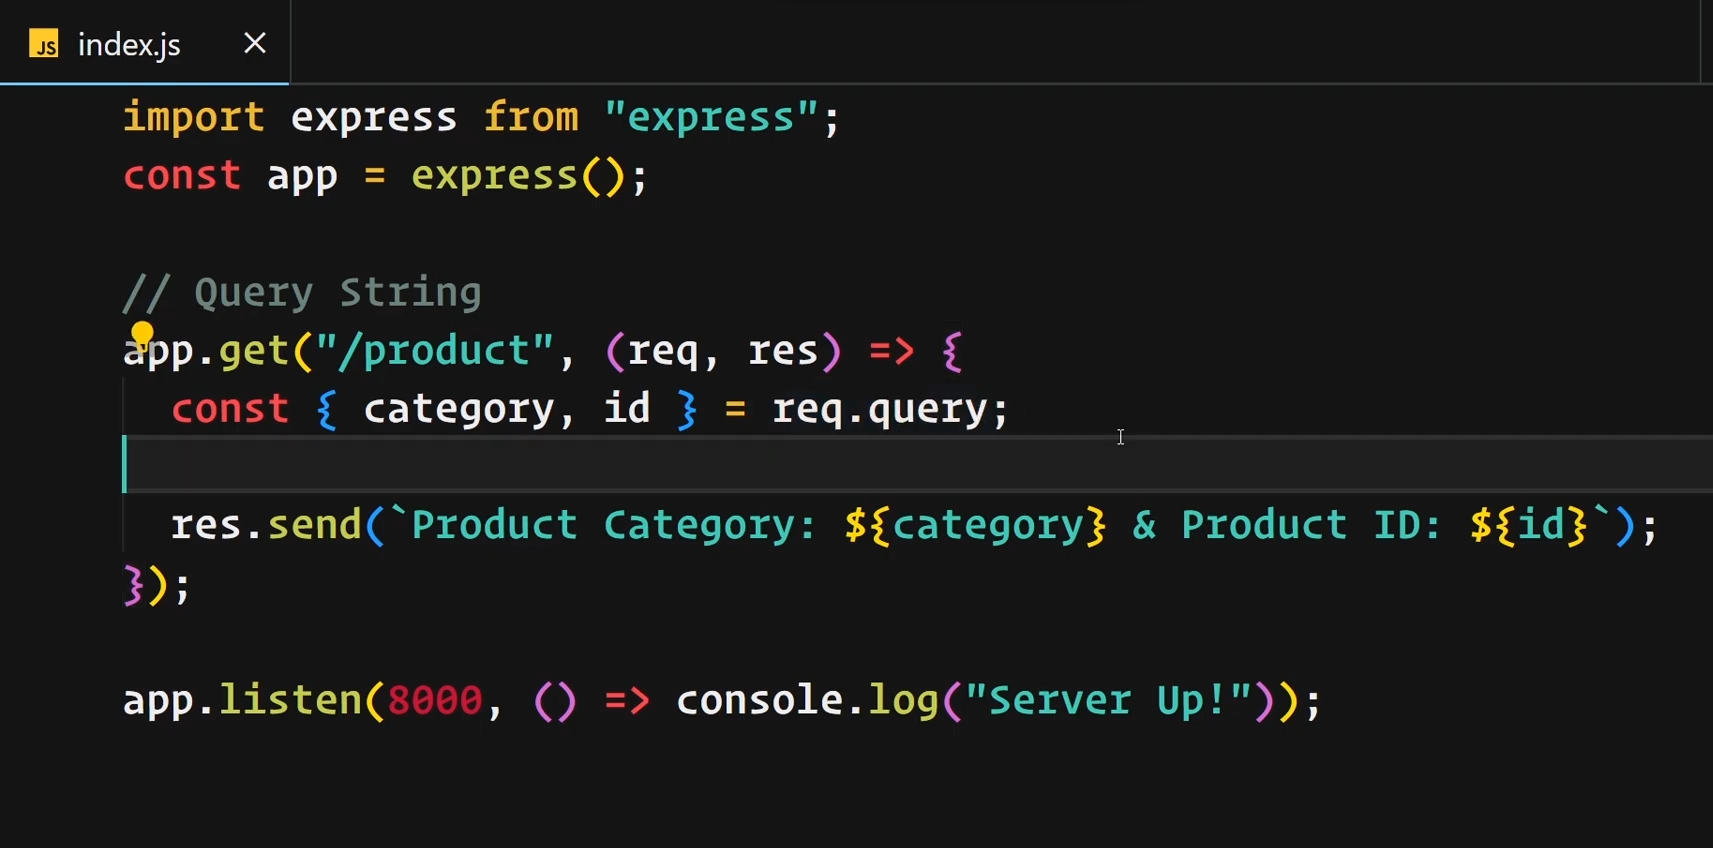 JS index.js
import express from "express";
const app = express();
// Query String
app.get("/product", (req, res) => {
const { category, id } = req.query;
res.send(`Product Category: ${category} & Product ID: ${id}`);
});
app.listen(8000, () => console.log("Server Up!"));